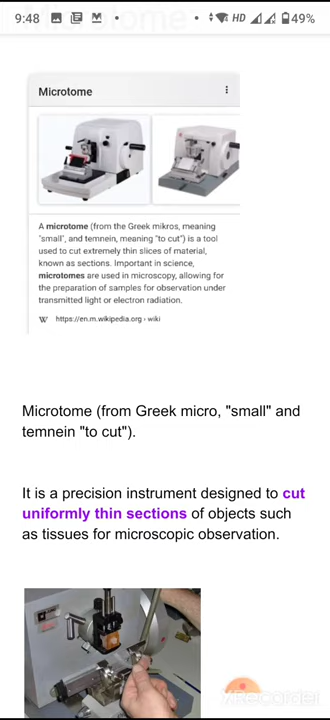 9:48 HD 49%
Microtome
A microtome (from the Greek mikros, meaning
"small", and temnein, meaning "to cut") is a tool
used to cut extremely thin slices of material,
known as sections. Important in science,
microtomes are used in microscopy, allowing for
the preparation of samples for observation under
transmitted light or electron radiation.
W https://en.m.wikipedia.org › wiki
Microtome (from Greek micro, "small" and
temnein "to cut").
It is a precision instrument designed to cut
uniformly thin sections of objects such
as tissues for microscopic observation.
XRecorder